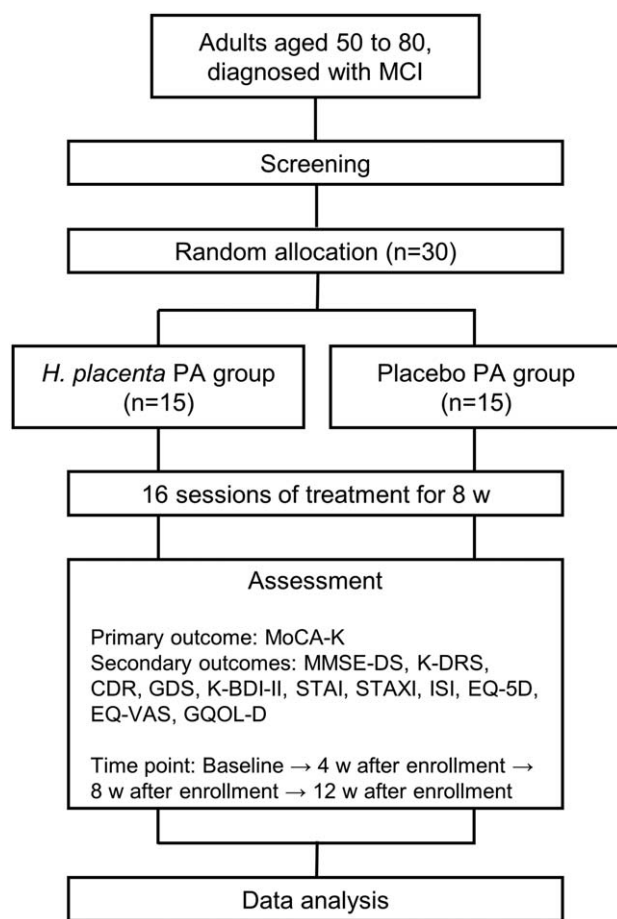 Adults aged 50 to 80,
diagnosed with MCI
Screening
Random allocation (n=30)
H. placenta PA group
(n=15)
Placebo PA group
(n=15)
16 sessions of treatment for 8 w
Assessment
Primary outcome: MoCA-K
Secondary outcomes: MMSE-DS, K-DRS,
CDR, GDS, K-BDI-II, STAI, STAXI, ISI, EQ-5D,
EQ-VAS, GQOL-D
Time point: Baseline → 4 w after enrollment →
8 w after enrollment → 12 w after enrollment
Data analysis